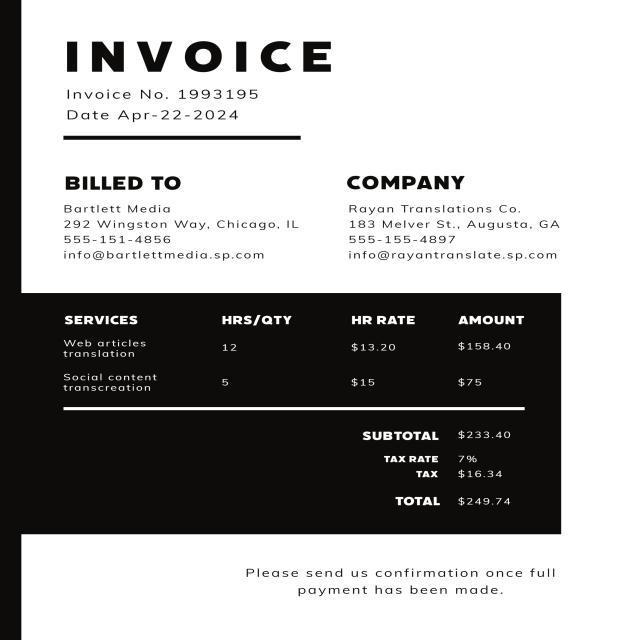 INVOICE
Invoice No. 1993195
Date Apr-22-2024
BILLED TO
Bartlett Media
292 Wingston Way, Chicago, IL
555-151-4856
info@bartlettmedia.sp.com
COMPANY
Rayan Translations Co.
183 Melver St., Augusta, GA
555-155-4897
info@rayantranslate.sp.com
SERVICES HRS/QTY HR RATE AMOUNT
Web articles
translation 12 $13.20 $158.40
Social content
transcreation 5 $15 $75
SUBTOTAL $233.40
TAX RATE 7%
TAX $16.34
TOTAL $249.74
Please send us confirmation once full
payment has been made.